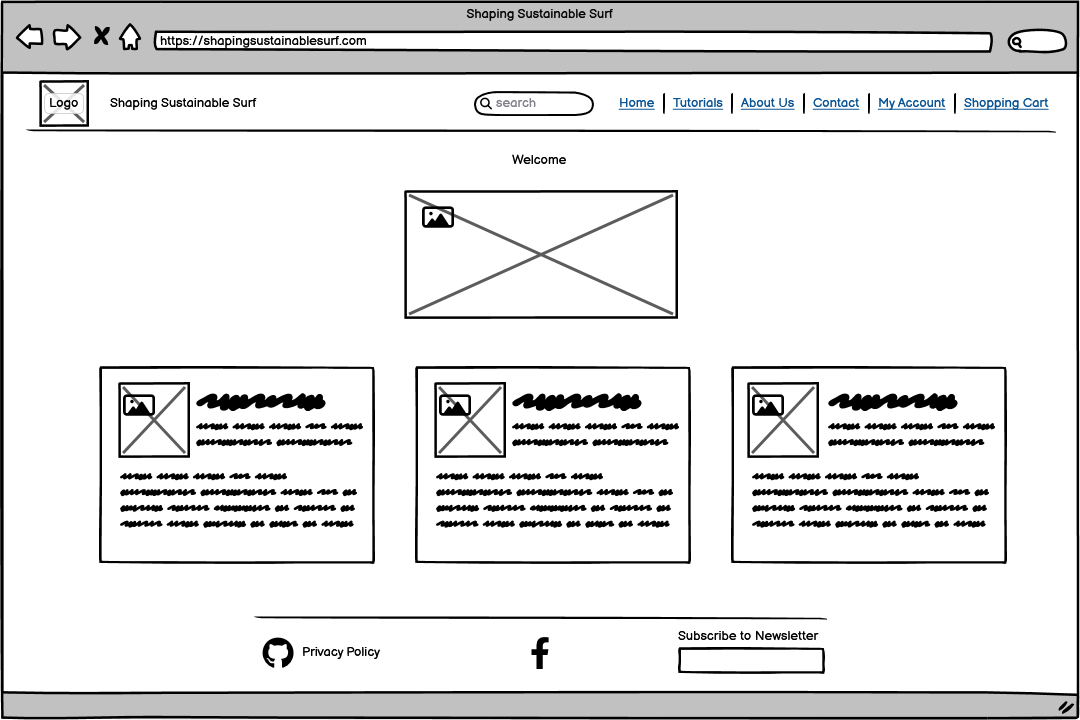 Shaping Sustainable Surf
https://shapingsustainablesurf.com
Logo
Shaping Sustainable Surf
search
Home
Tutorials
About Us
Contact
My Account
Shopping Cart
Welcome
Subscribe to Newsletter
Privacy Policy